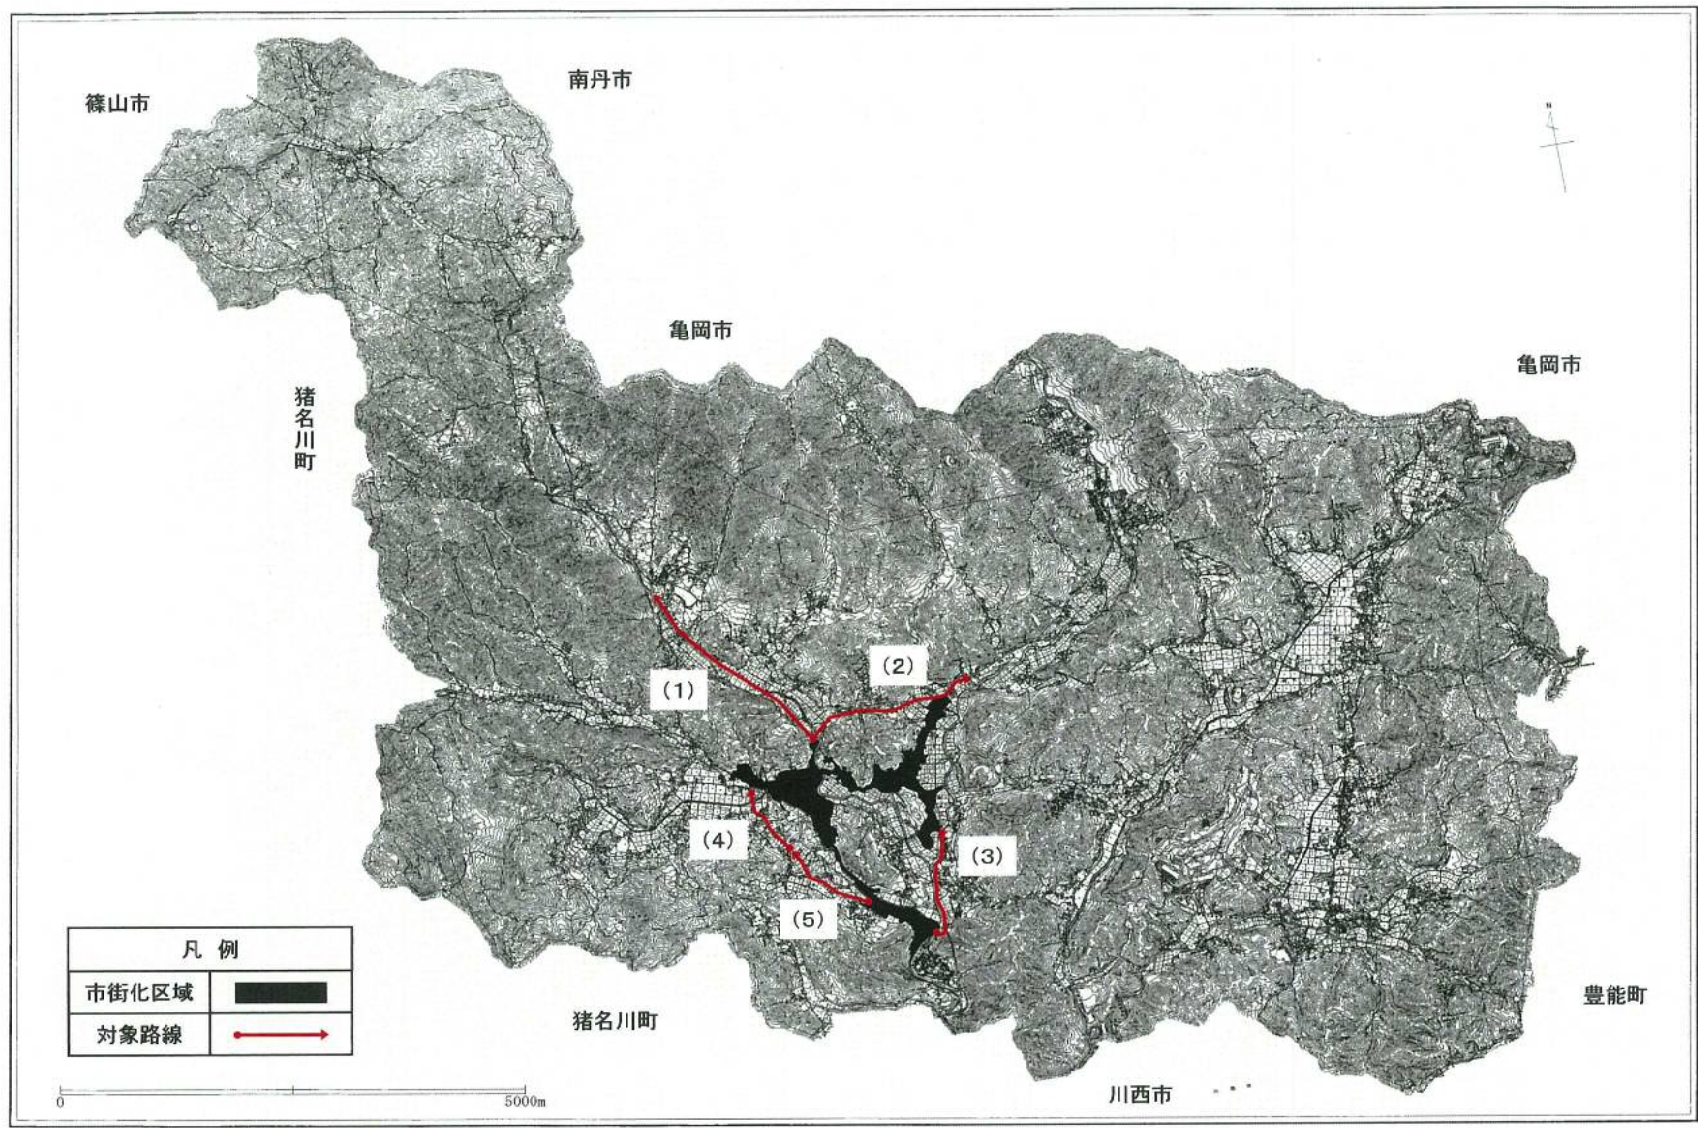 南丹市
篠山市
N
亀岡市
亀岡市
猪名川町
(2)
(1)
(4)
(3)
(5)
凡例
市街化区域
対象路線
猪名川町
豊能町
川西市
0
5000m